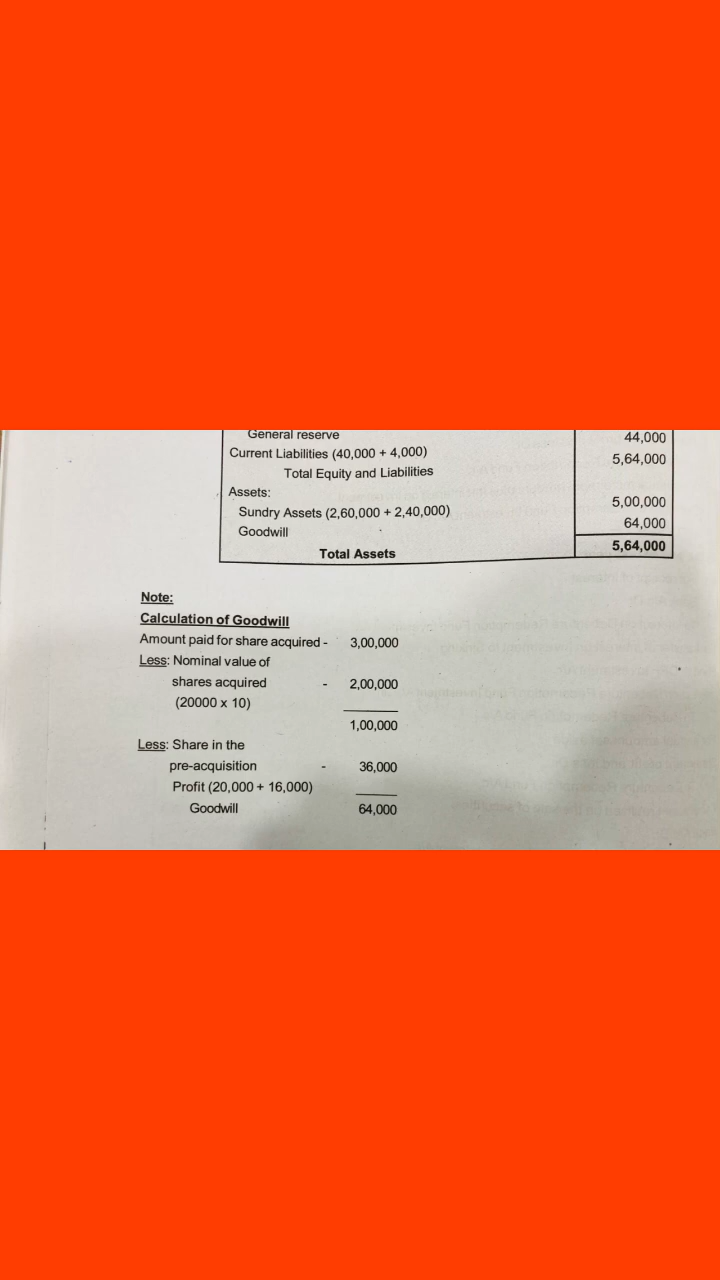 General reserve 44,000
Current Liabilities (40,000 + 4,000) 5,64,000
Total Equity and Liabilities
Assets:
Sundry Assets (2,60,000 + 2,40,000) 5,00,000
Goodwill 64,000
Total Assets 5,64,000
Note:
Calculation of Goodwill
Amount paid for share acquired - 3,00,000
Less: Nominal value of
shares acquired - 2,00,000
(20000 x 10)
1,00,000
Less: Share in the
pre-acquisition - 36,000
Profit (20,000 + 16,000)
Goodwill 64,000